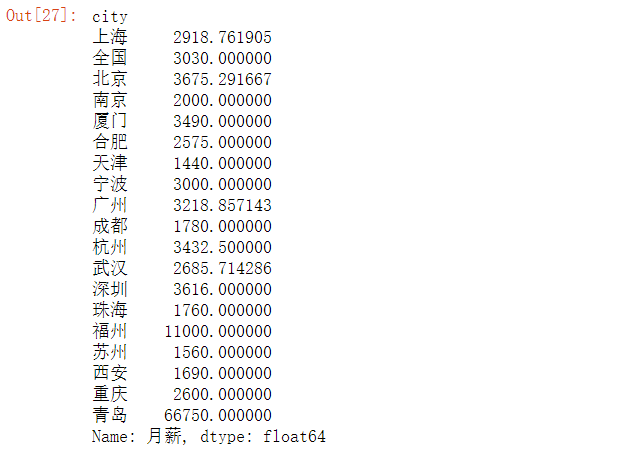 Out[27]: city
上海 2918.761905
全国 3030.000000
北京 3675.291667
南京 2000.000000
厦门 3490.000000
合肥 2575.000000
天津 1440.000000
宁波 3000.000000
广州 3218.857143
成都 1780.000000
杭州 3432.500000
武汉 2685.714286
深圳 3616.000000
珠海 1760.000000
福州 11000.000000
苏州 1560.000000
西安 1690.000000
重庆 2600.000000
青岛 66750.000000
Name: 月薪, dtype: float64